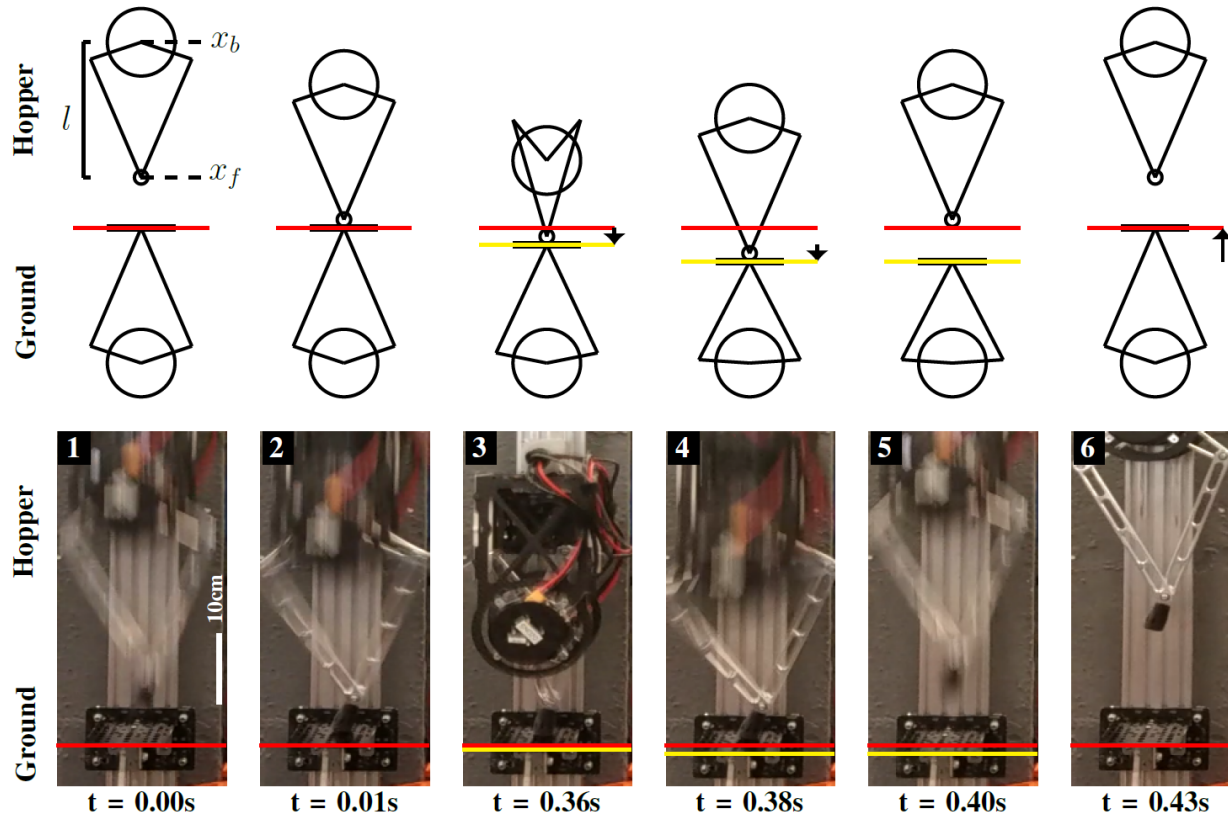 Hopper
l
x_b
x_f
Ground
1 2 3 4 5 6
Hopper
10cm
Ground
t = 0.00s t = 0.01s t = 0.36s t = 0.38s t = 0.40s t = 0.43s